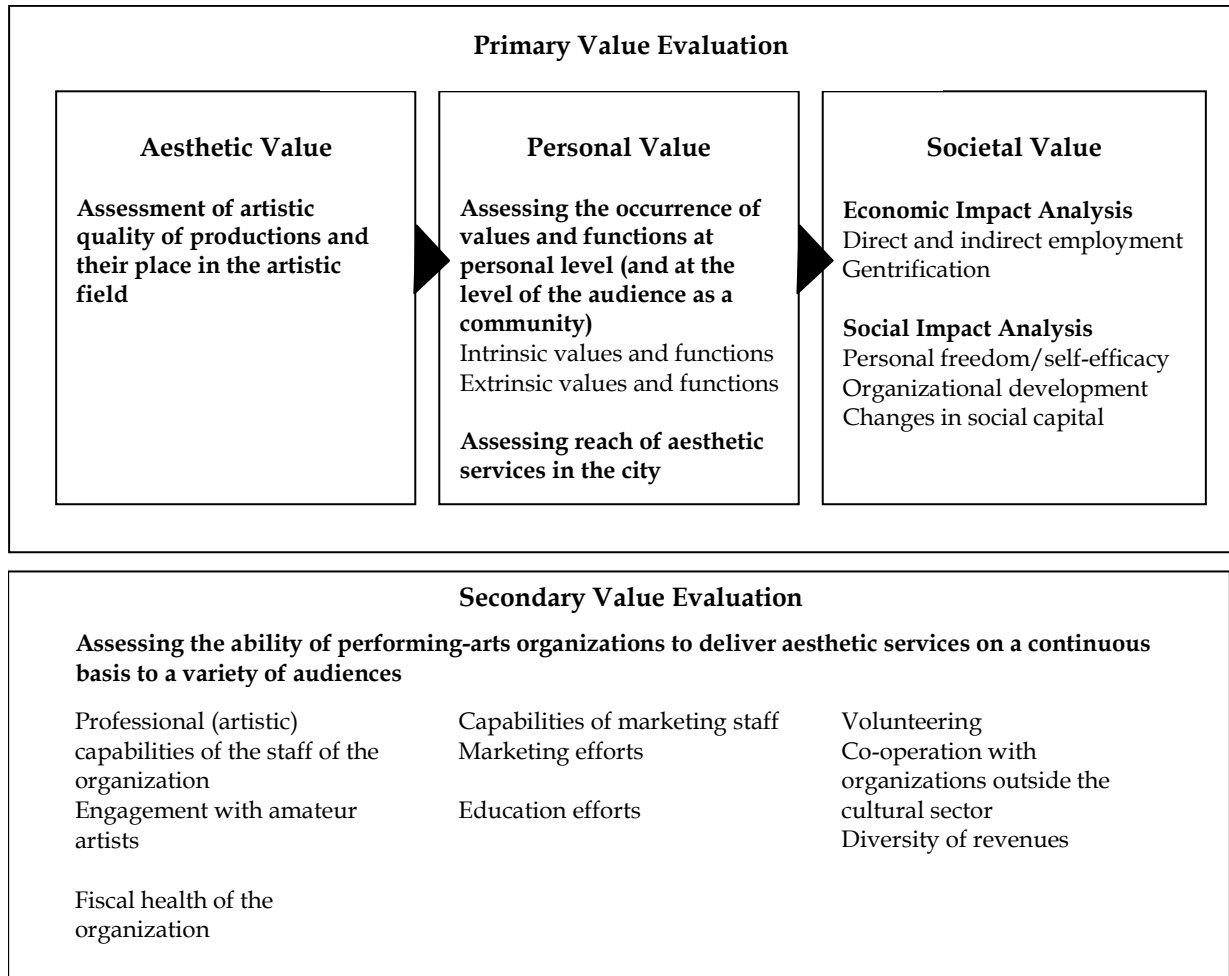 Primary Value Evaluation
Aesthetic Value
Assessment of artistic
quality of productions and
their place in the artistic
field
Personal Value
Assessing the occurrence of
values and functions at
personal level (and at the
level of the audience as a
community)
Intrinsic values and functions
Extrinsic values and functions
Assessing reach of aesthetic
services in the city
Societal Value
Economic Impact Analysis
Direct and indirect employment
Gentrification
Social Impact Analysis
Personal freedom/self-efficacy
Organizational development
Changes in social capital
Secondary Value Evaluation
Assessing the ability of performing-arts organizations to deliver aesthetic services on a continuous
basis to a variety of audiences
Professional (artistic)
capabilities of the staff of the
organization
Engagement with amateur
artists
Fiscal health of the
organization
Capabilities of marketing staff
Marketing efforts
Education efforts
Volunteering
Co-operation with
organizations outside the
cultural sector
Diversity of revenues